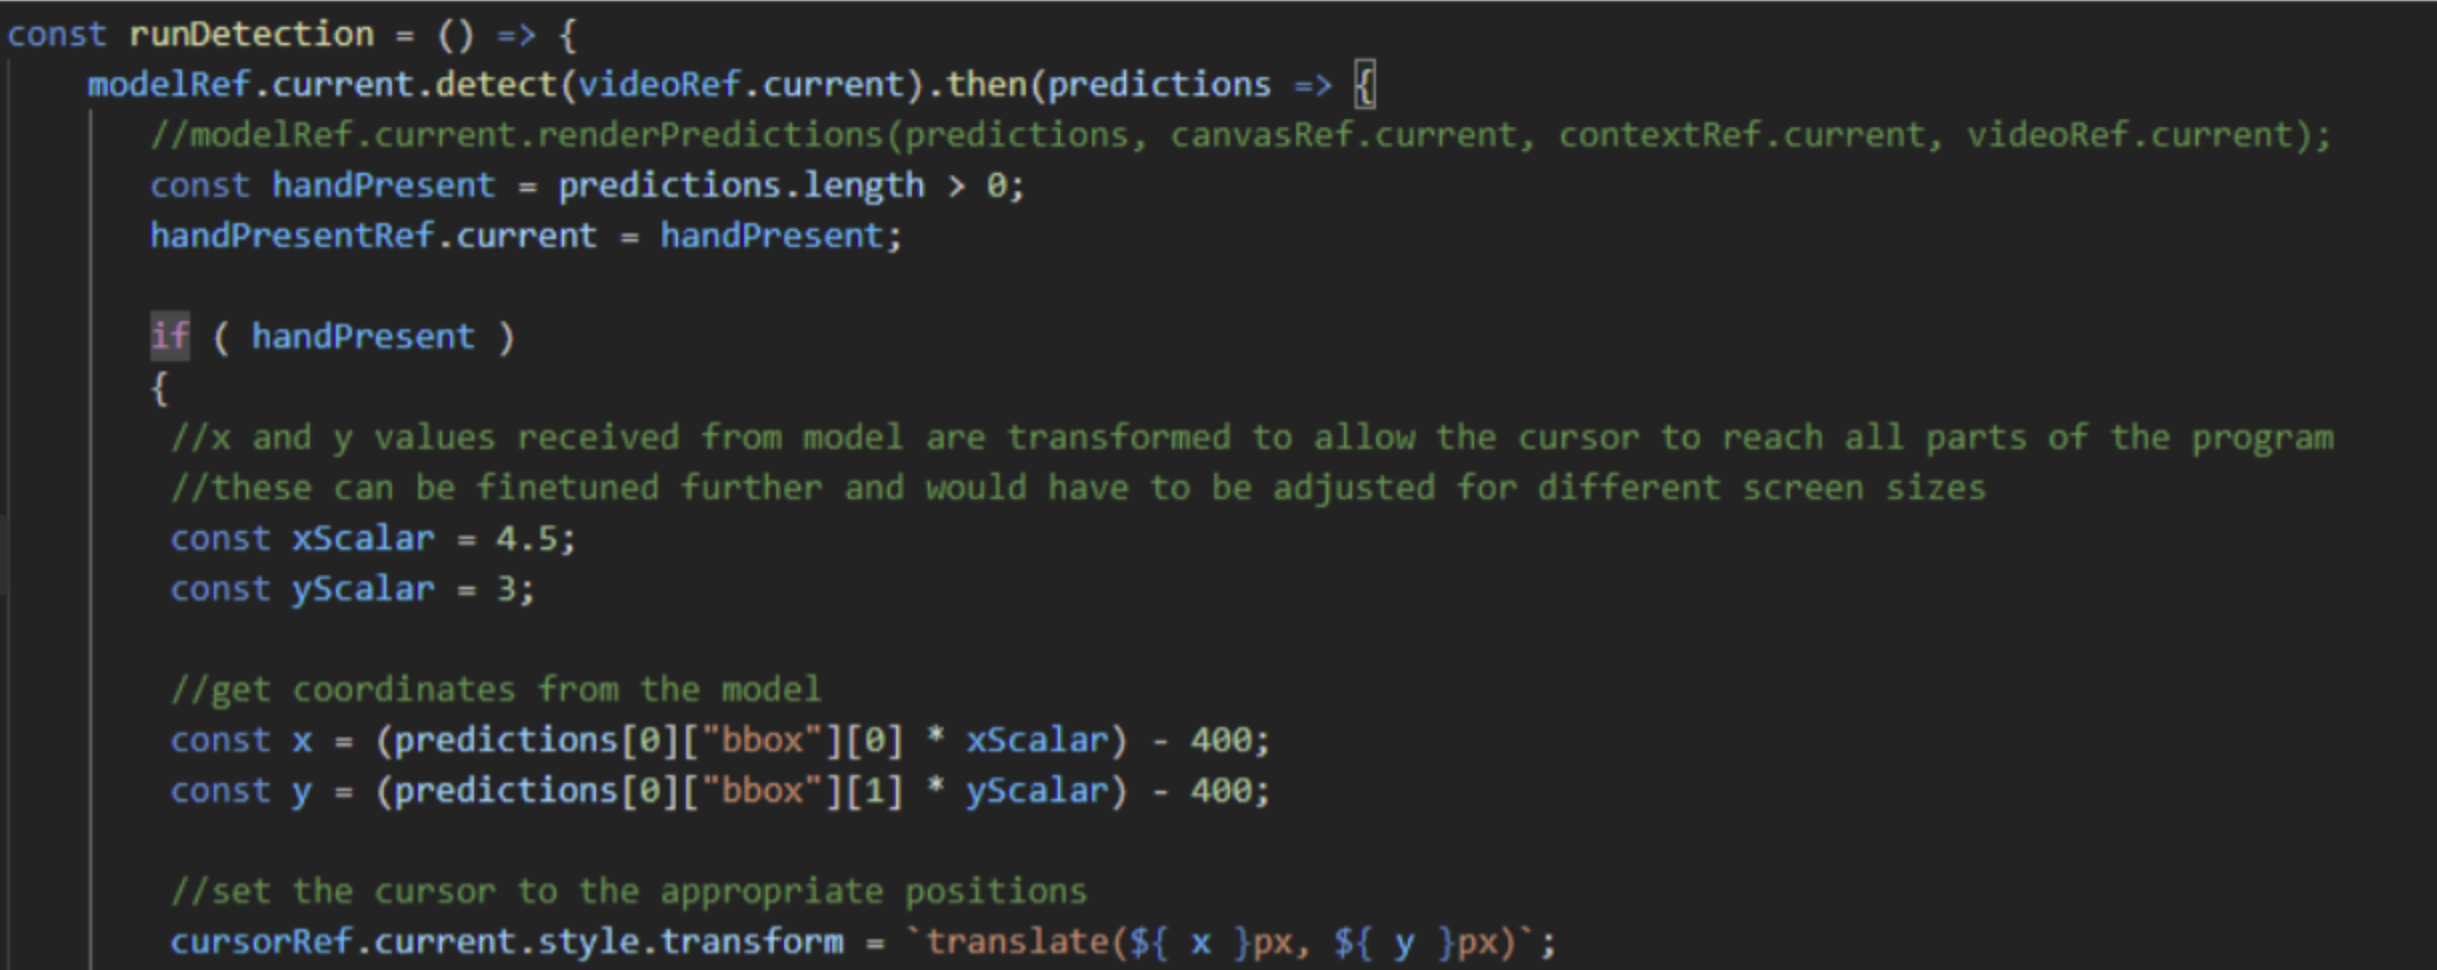 const runDetection = () => {
modelRef.current.detect(videoRef.current).then(predictions => {
//modelRef.current.renderPredictions(predictions, canvasRef.current, contextRef.current, videoRef.current);
const handPresent = predictions.length > 0;
handPresentRef.current = handPresent;
if ( handPresent )
{
//x and y values received from model are transformed to allow the cursor to reach all parts of the program
//these can be finetuned further and would have to be adjusted for different screen sizes
const xScalar = 4.5;
const yScalar = 3;
//get coordinates from the model
const x = (predictions[0]["bbox"][0] * xScalar) - 400;
const y = (predictions[0]["bbox"][1] * yScalar) - 400;
//set the cursor to the appropriate positions
cursorRef.current.style.transform = `translate(${ x }px, ${ y }px)`;